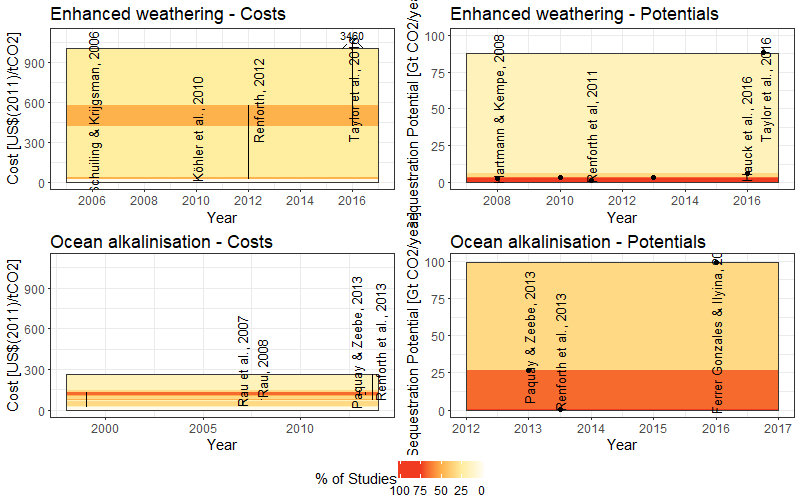 Enhanced weathering - Costs
3460
Cost [US$(2011)/tCO2]
900
600
300
0
Schuiling & Krijgsman, 2006
Köhler et al., 2010
Renforth, 2012
Taylor et al., 2016
2006 2008 2010 2012 2014 2016
Year
Enhanced weathering - Potentials
Sequestration Potential [Gt CO2/year]
100
75
50
25
0
Hartmann & Kempe, 2008
Renforth et al., 2011
Hauck et al., 2016
Taylor et al., 2016
2008 2010 2012 2014 2016
Year
Ocean alkalinisation - Costs
Cost [US$(2011)/tCO2]
900
600
300
0
Rau et al., 2007
Rau, 2008
Paquay & Zeebe, 2013
Renforth et al., 2013
2000 2005 2010
Year
Ocean alkalinisation - Potentials
Sequestration Potential [Gt CO2/year]
100
75
50
25
0
Paquay & Zeebe, 2013
Renforth et al., 2013
Ferrer Gonzales & Ilyina, 20
2012 2013 2014 2015 2016 2017
Year
% of Studies
100 75 50 25 0